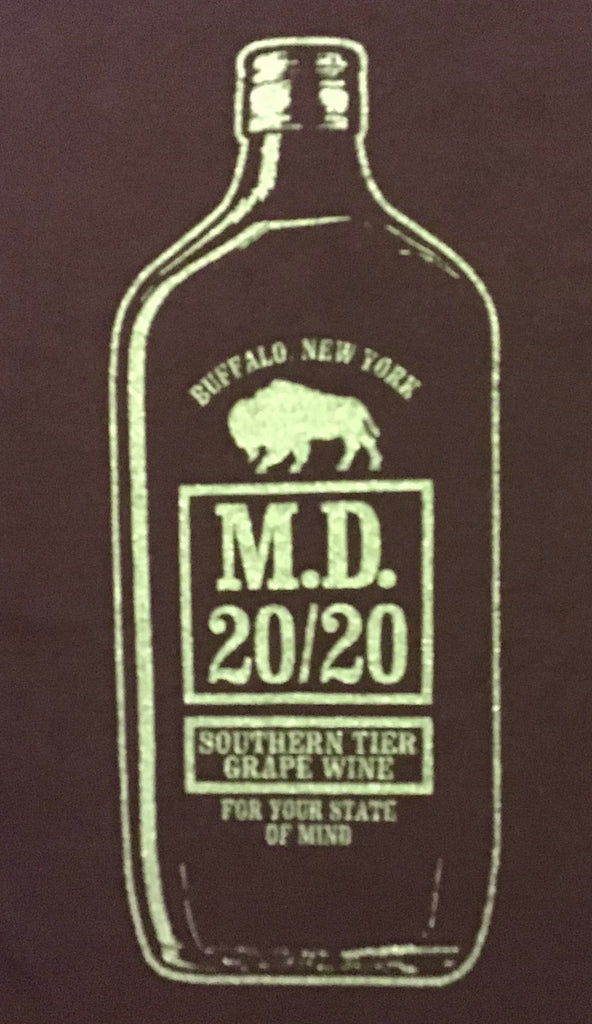 BUFFALO NEW YORK
M.D.
20/20
SOUTHERN TIER
GRAPE WINE
FOR YOUR STATE
OF MIND